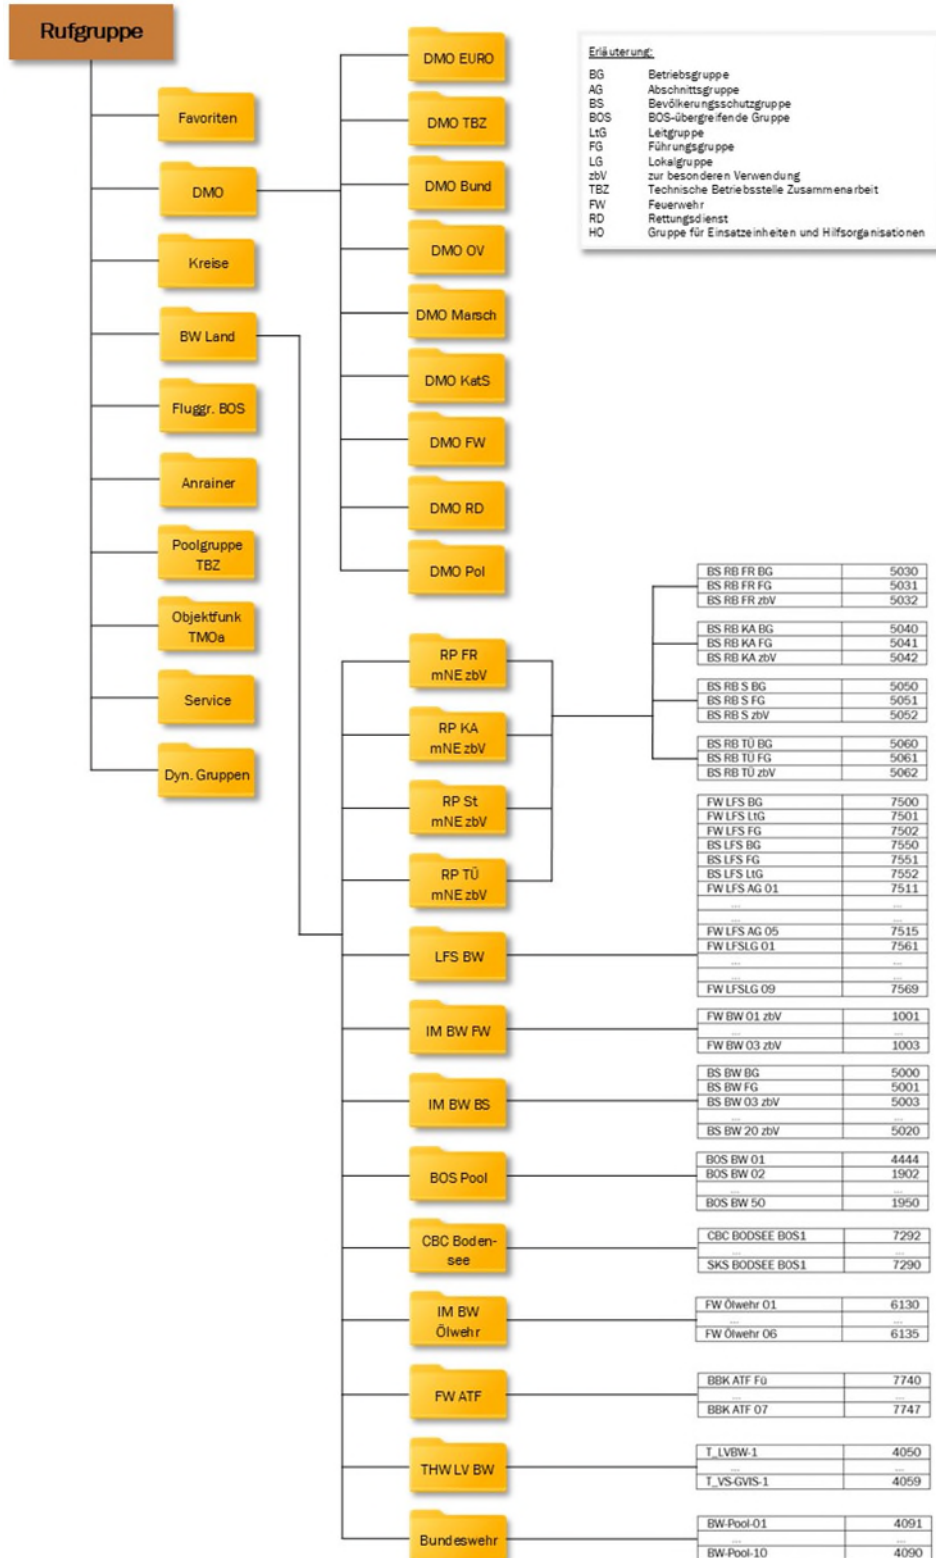 Rufgruppe
Favoriten
DMO
Kreise
BW Land
Fluggr. BOS
Anrainer
Poolgruppe
TBZ
Objektfunk
TMOa
Service
Dyn. Gruppen
DMO EURO
DMO TBZ
DMO Bund
DMO OV
DMO Marsch
DMO KatS
DMO FW
DMO RD
DMO Pol
Erläuterung:
BG Betriebsgruppe
AG Abschnittsgruppe
BS Bevölkerungsschutzgruppe
BOS BOS-übergreifende Gruppe
LtG Leitgruppe
FG Führungsgruppe
LG Lokalgruppe
zbV zur besonderen Verwendung
TBZ Technische Betriebsstelle Zusammenarbeit
FW Feuerwehr
RD Rettungsdienst
HO Gruppe für Einsatzeinheiten und Hilfsorganisationen
RP FR
mNE zbV
RP KA
mNE zbV
RP St
mNE zbV
RP TÜ
mNE zbV
BS RB FR BG 5030
BS RB FR FG 5031
BS RB FR zbV 5032
BS RB KA BG 5040
BS RB KA FG 5041
BS RB KA zbV 5042
BS RB S BG 5050
BS RB S FG 5051
BS RB S zbV 5052
BS RB TÜ BG 5060
BS RB TÜ FG 5061
BS RB TÜ zbV 5062
LFS BW
FW LFS BG 7500
FW LFS LtG 7501
FW LFS FG 7502
BS LFS BG 7550
BS LFS FG 7551
BS LFS LtG 7552
FW LFS AG 01 7511
... ...
... ...
FW LFS AG 05 7515
FW LFSLG 01 7561
... ...
... ...
FW LFSLG 09 7569
IM BW FW
FW BW 01 zbV 1001
... ...
FW BW 03 zbV 1003
IM BW BS
BS BW BG 5000
BS BW FG 5001
BS BW 03 zbV 5003
... ...
BS BW 20 zbV 5020
BOS Pool
BOS BW 01 4444
BOS BW 02 1902
... ...
BOS BW 50 1950
CBC Boden-
see
CBC BODSEE BOS1 7292
... ...
SKS BODSEE BOS1 7290
IM BW
Ölwehr
FW Ölwehr 01 6130
... ...
FW Ölwehr 06 6135
FW ATF
BBK ATF Fü 7740
... ...
BBK ATF 07 7747
THW LV BW
T_LVBW-1 4050
... ...
T_VS-GVIS-1 4059
Bundeswehr
BW-Pool-01 4091
... ...
BW-Pool-10 4090